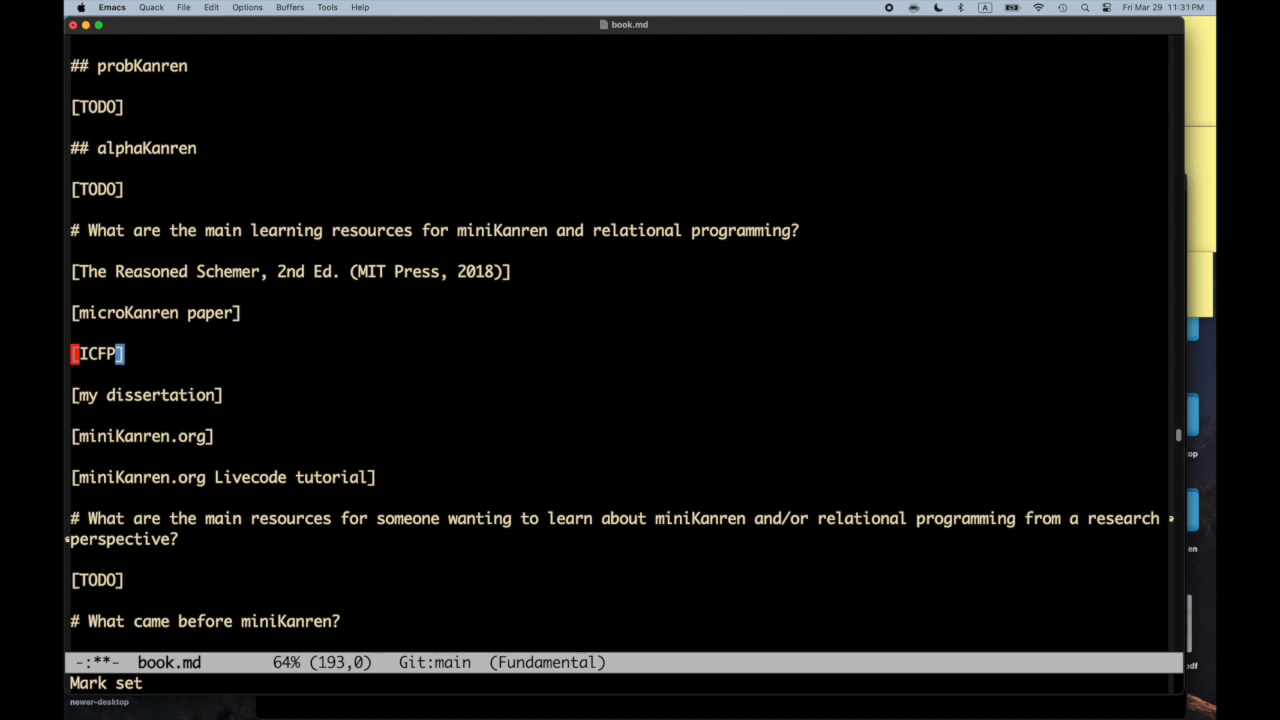 Emacs Quack File Edit Options Buffers Tools Help A Fri Mar 29 11:31 PM
book.md
## probKanren
[TODO]
## alphaKanren
[TODO]
# What are the main learning resources for miniKanren and relational programming?
[The Reasoned Schemer, 2nd Ed. (MIT Press, 2018)]
[microKanren paper]
[ICFP]
[my dissertation]
[miniKanren.org]
[miniKanren.org Livecode tutorial]
# What are the main resources for someone wanting to learn about miniKanren and/or relational programming from a research
perspective?
[TODO]
# What came before miniKanren?
-:**- book.md 64% (193,0) Git:main (Fundamental)
Mark set
newer-desktop
top
en
pdf